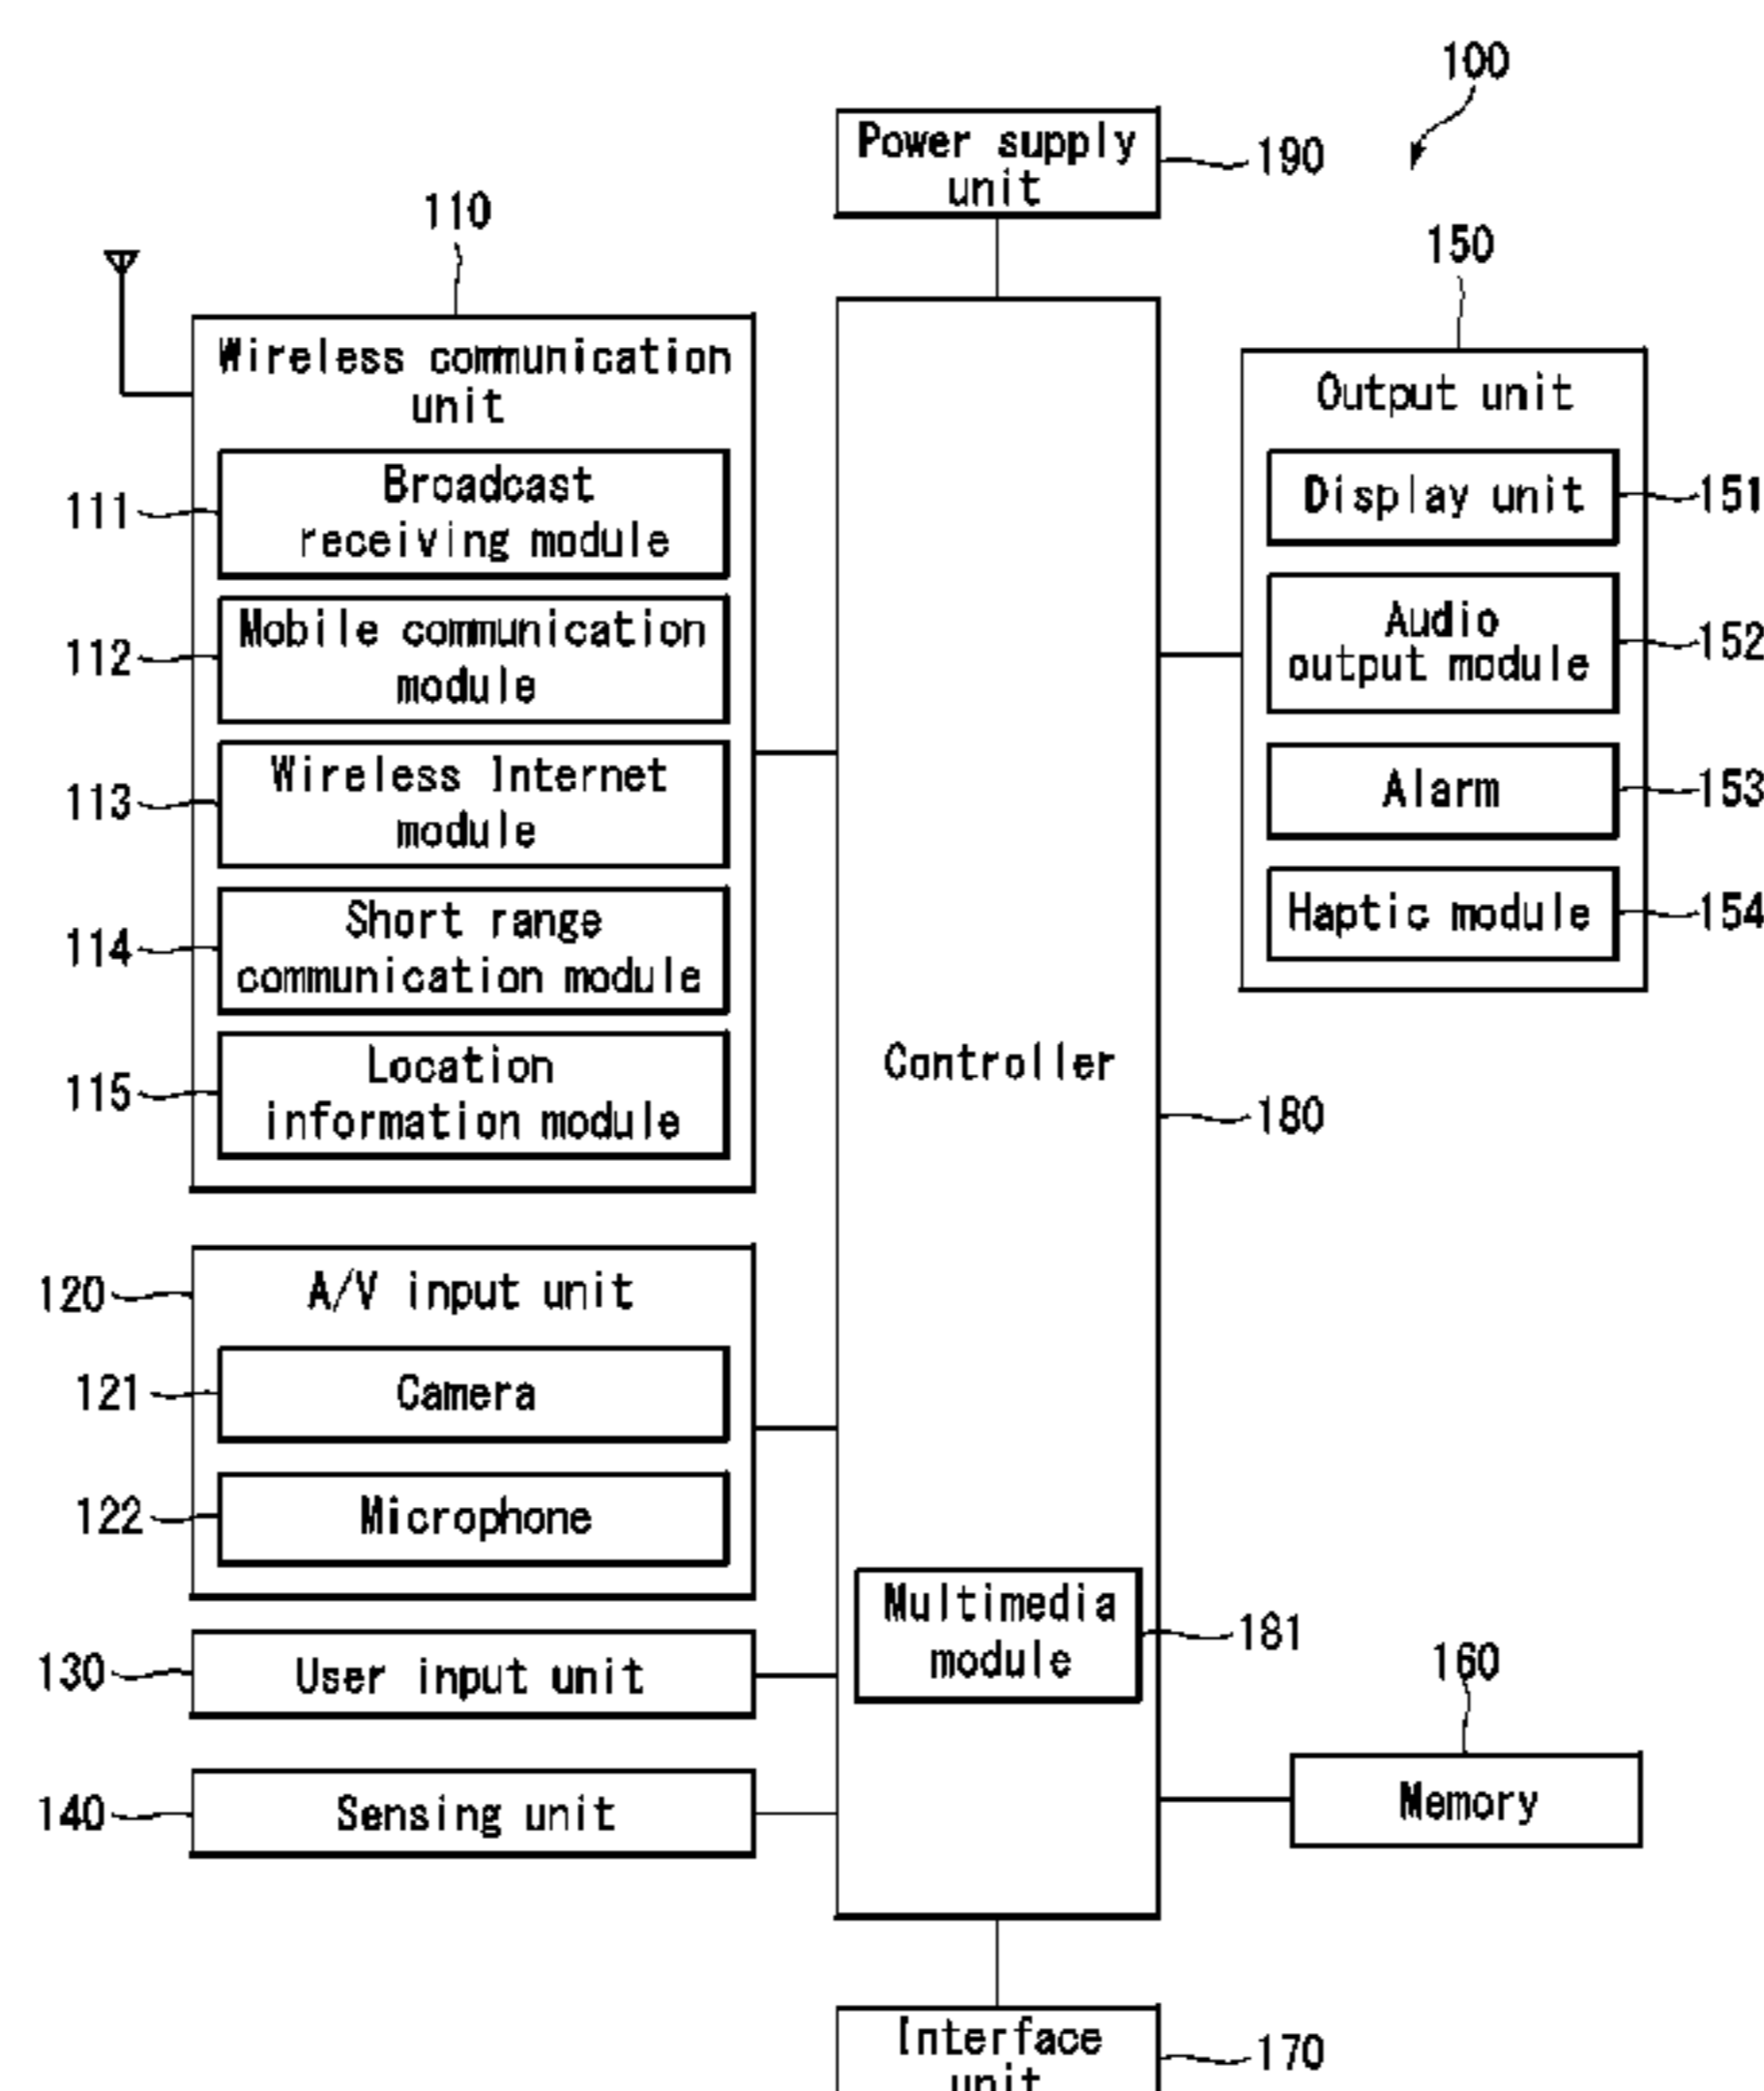 100
Power supply
unit
190
110
150
Wireless communication
unit
Output unit
Broadcast
receiving module
111
Display unit
151
Mobile communication
module
112
Audio
output module
152
Wireless Internet
module
113
Alarm
153
Short range
communication module
114
Haptic module
154
Location
information module
115
Controller
180
A/V input unit
120
Camera
121
Microphone
122
Multimedia
module
181
User input unit
130
160
Sensing unit
140
Memory
Interface
unit
170